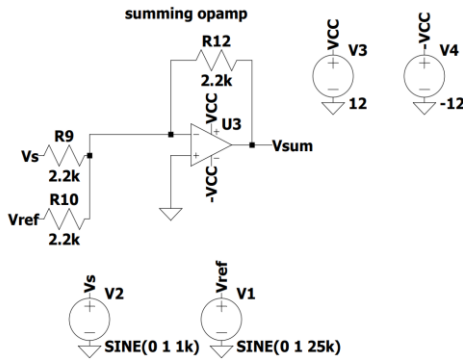 summing opamp
R12
2.2k
VCC
U3
Vsum
-VCC
R9
Vs
2.2k
R10
Vref
2.2k
VCC
V3
12
-VCC
V4
-12
Vs
V2
SINE(0 1 1k)
Vref
V1
SINE(0 1 25k)